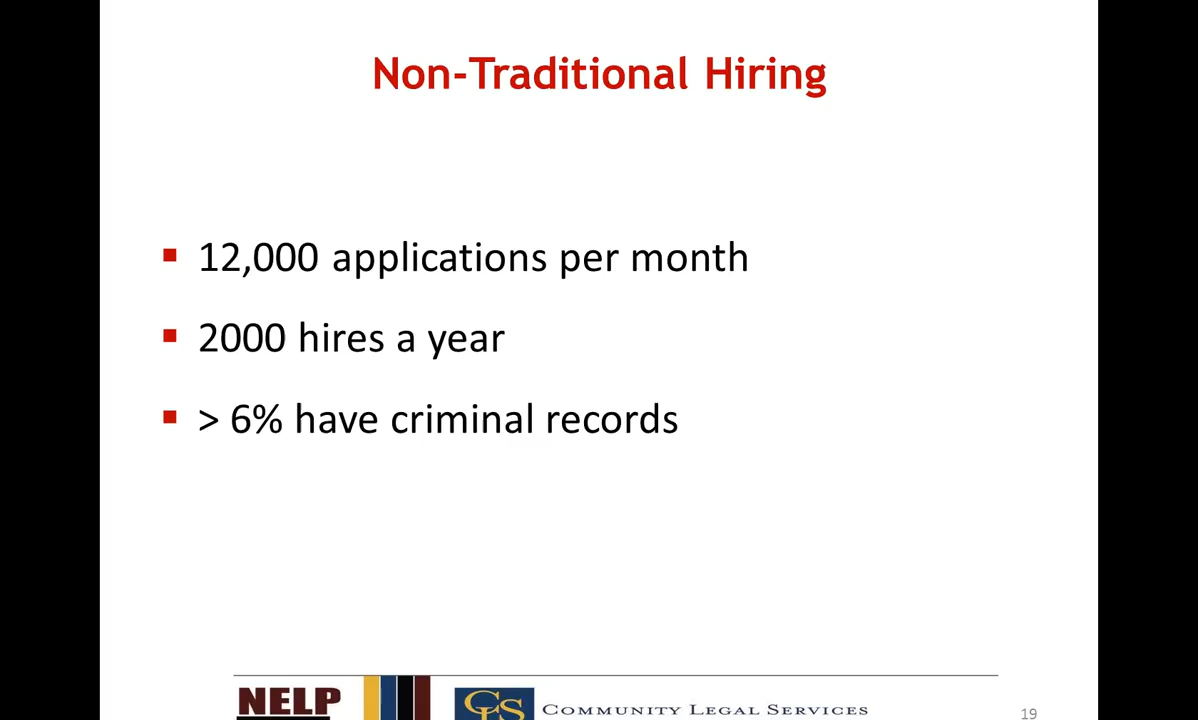 Non-Traditional Hiring
▪ 12,000 applications per month
▪ 2000 hires a year
▪ > 6% have criminal records
NELP
CLS COMMUNITY LEGAL SERVICES
19